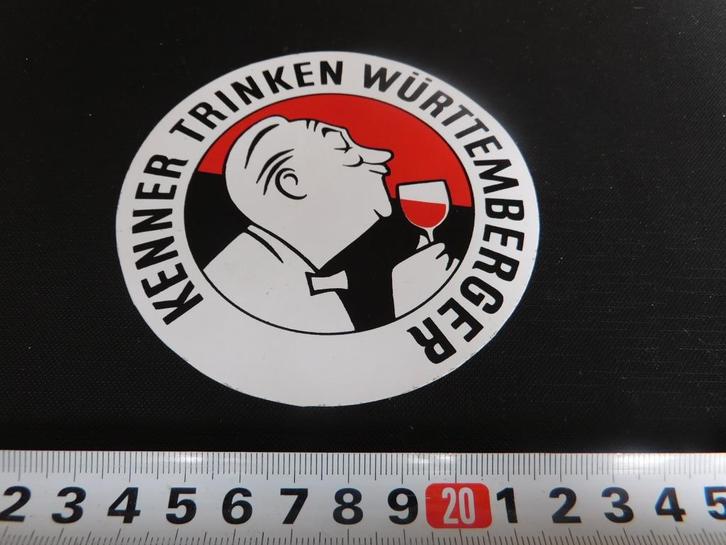 KENNER TRINKEN WÜRTTEMBERGER
2 3 4 5 6 7 8 9 20 1 2 3 4 5